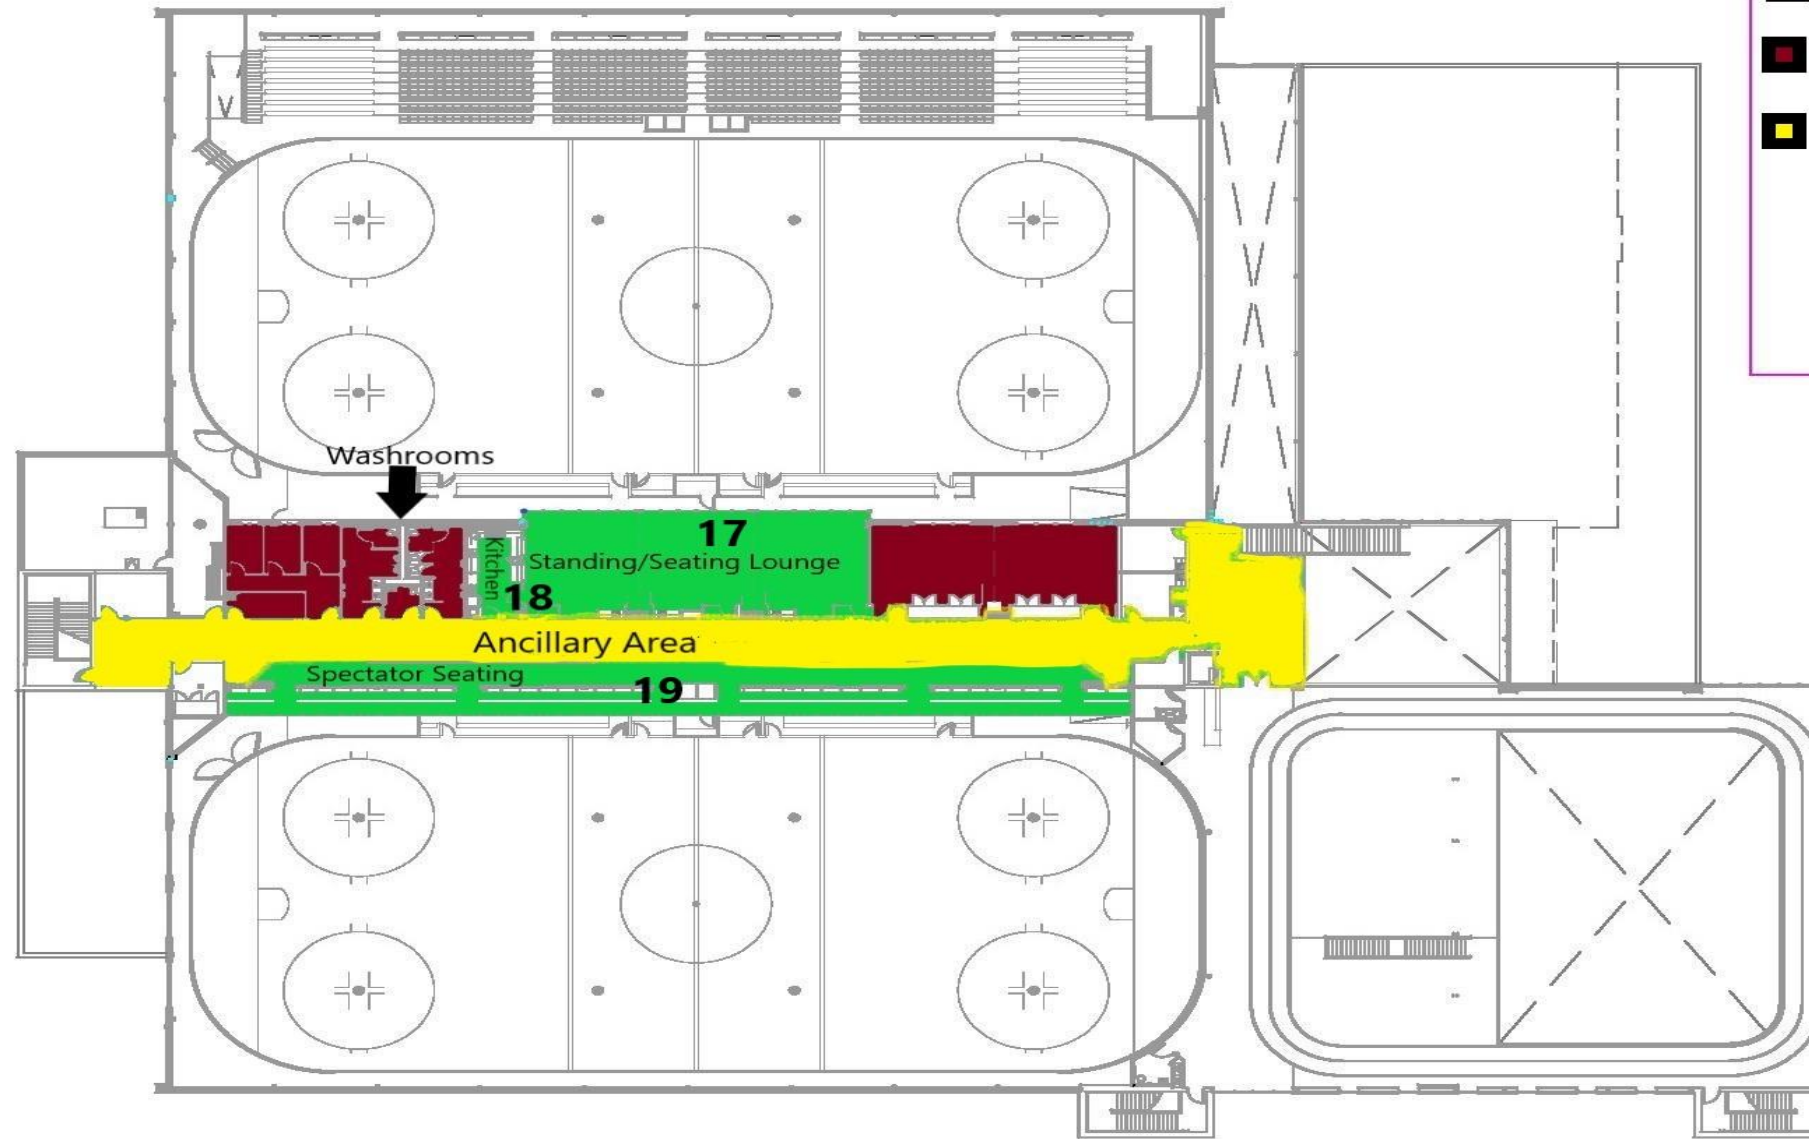 Washrooms
17
Standing/Seating Lounge
Kitchen
18
Ancillary Area
Spectator Seating
19